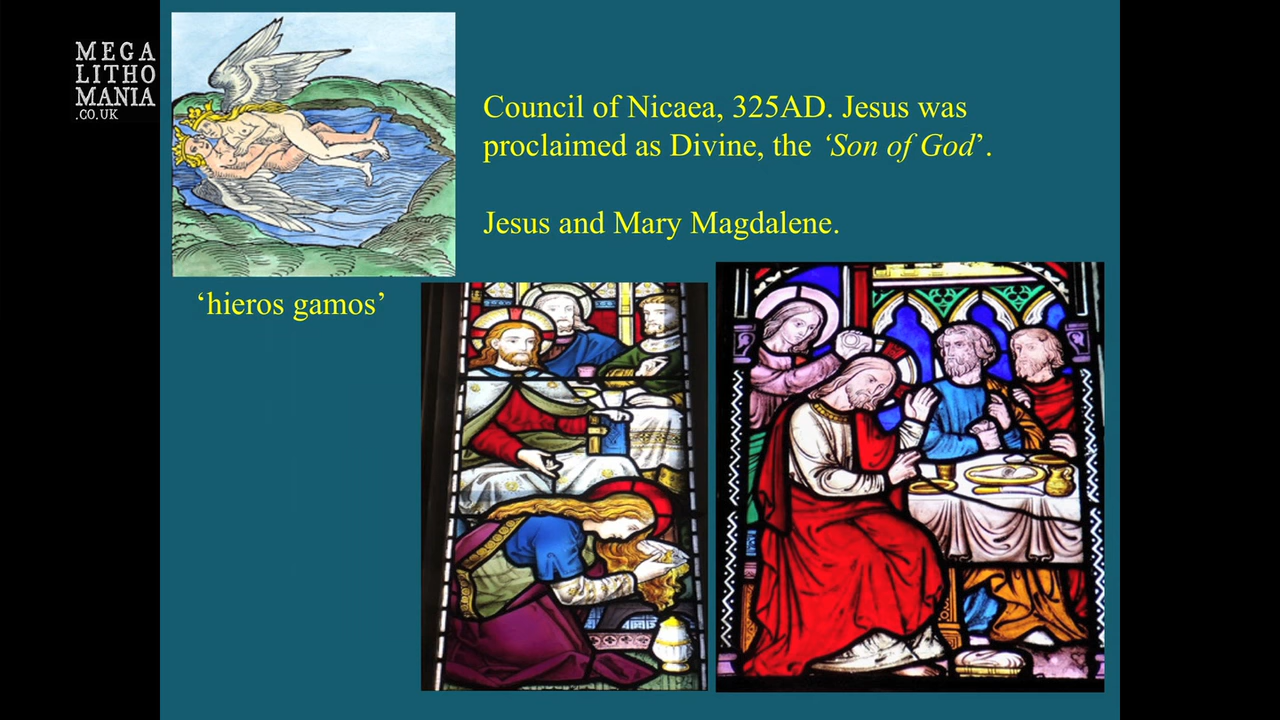 MEGA
LITHO
MANIA
.CO.UK
Council of Nicaea, 325AD. Jesus was
proclaimed as Divine, the ‘Son of God’.
Jesus and Mary Magdalene.
‘hieros gamos’